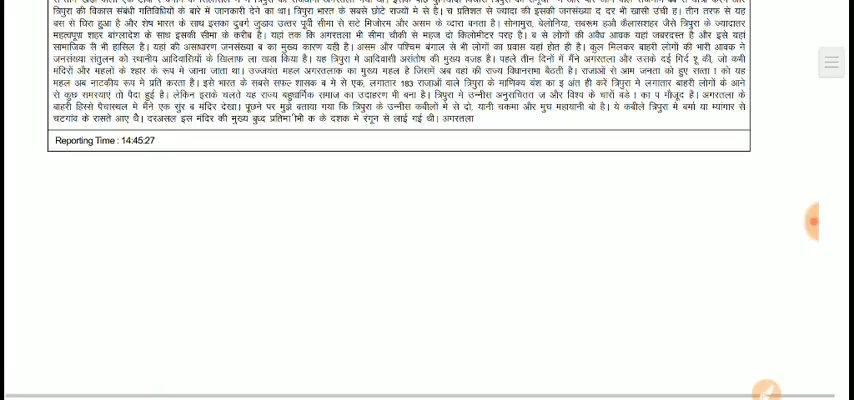 त्रिपुरा की विकास संबंधी गतिविधियों के बारे में जानकारी देने का था। त्रिपुरा भारत के सबसे छोटे राज्यों मे से है। च प्रतिशत से ज्यादा की इसकी जनसंख्या द दर भी खासी उंची ह। तीन तरफ से यह
बस से घिरा हुआ है और शेष भारत के साथ इसका दुबर्ग जुडाव उत्तर पूर्वी सीमा से सटे मिजोरम और असम के व्दारा बनता है। सोनामुरा, बेलोनिया, सबरूम हऔ कैलासशहर जैसे त्रिपुरा के ज्यादातर
महत्वपूण्र शहर बांग्लादेश के साथ इसकी सीमा के करीब है। यहां तक कि अगरतला भी सीमा चौकी से महज दो किलोमीटर परह है। ब से लोगों की अवैध आवक यहां जबरदस्त है और इसे यहां
सामाजिक सै भी हासिल है। यहां की असाधारण जनसंख्या ब का मुख्य कारण यही है। असम और पश्चिम बंगाल से भी लोगों का प्रवास यहां होत ही है। कुल मिलकर बाहरी लोगों की भारी आवक ने
जनसंख्या संतुलन को स्थानीय आदिवासियों के खिलाफ ला खडा किया है। यह त्रिपुरा मे आदिवासी असंतोष की मुख्य वजह है। पहले तीन दिनों में मैंने अगरतला और उसके दई गिर्द शू की, जो कभी
मंदिरों और महलों के श्हार के रूप मे जाना जाता था। उज्जयंत महल अगरतलाक का मुख्य महल है जिसमें अब वहां की राज्य विधानसभा बैठती है। राजाओं से आम जनता को हुए सत्ता । को यह
महल अब नाटकीय रूप मे प्रति करता है। इसे भारत के सबसे सफल शासक ब मे से एक, लगातार 183 राजाओं वाले त्रिपुरा के माणिक्य वंश का इ अंत ही करें त्रिपुरा मे लगातार बाहरी लोगों के आने
से कुछ समस्याएं तो पैदा हुई है। लेकिन इसके चलते यह राज्य बहुधार्मिक समाज का उदाहरण भी बना है। त्रिपुरा मे उन्नीस अनुसूचित ज और विश्व के चारों बडे । का प मौजूद हैं। अगरतला के
बाहरी हिस्से पेचास्थल मे मैंने एक सुंर ब मंदिर देखा। पूछने पर मुझे बताया गया कि त्रिपुरा के उन्नीस कबीलों मे से दो, यानी चकमा और मुघ महायानी बो है। ये कबीले त्रिपुरा मे बर्मा या म्यांमार से
चटगांव के रास्ते आए थे। दरअसल इस मंदिर की मुख्य बुध्द प्रतिमा मी क के दशक मे रंगून से लाई गई थी। अगरतला
Reporting Time : 14:45:27